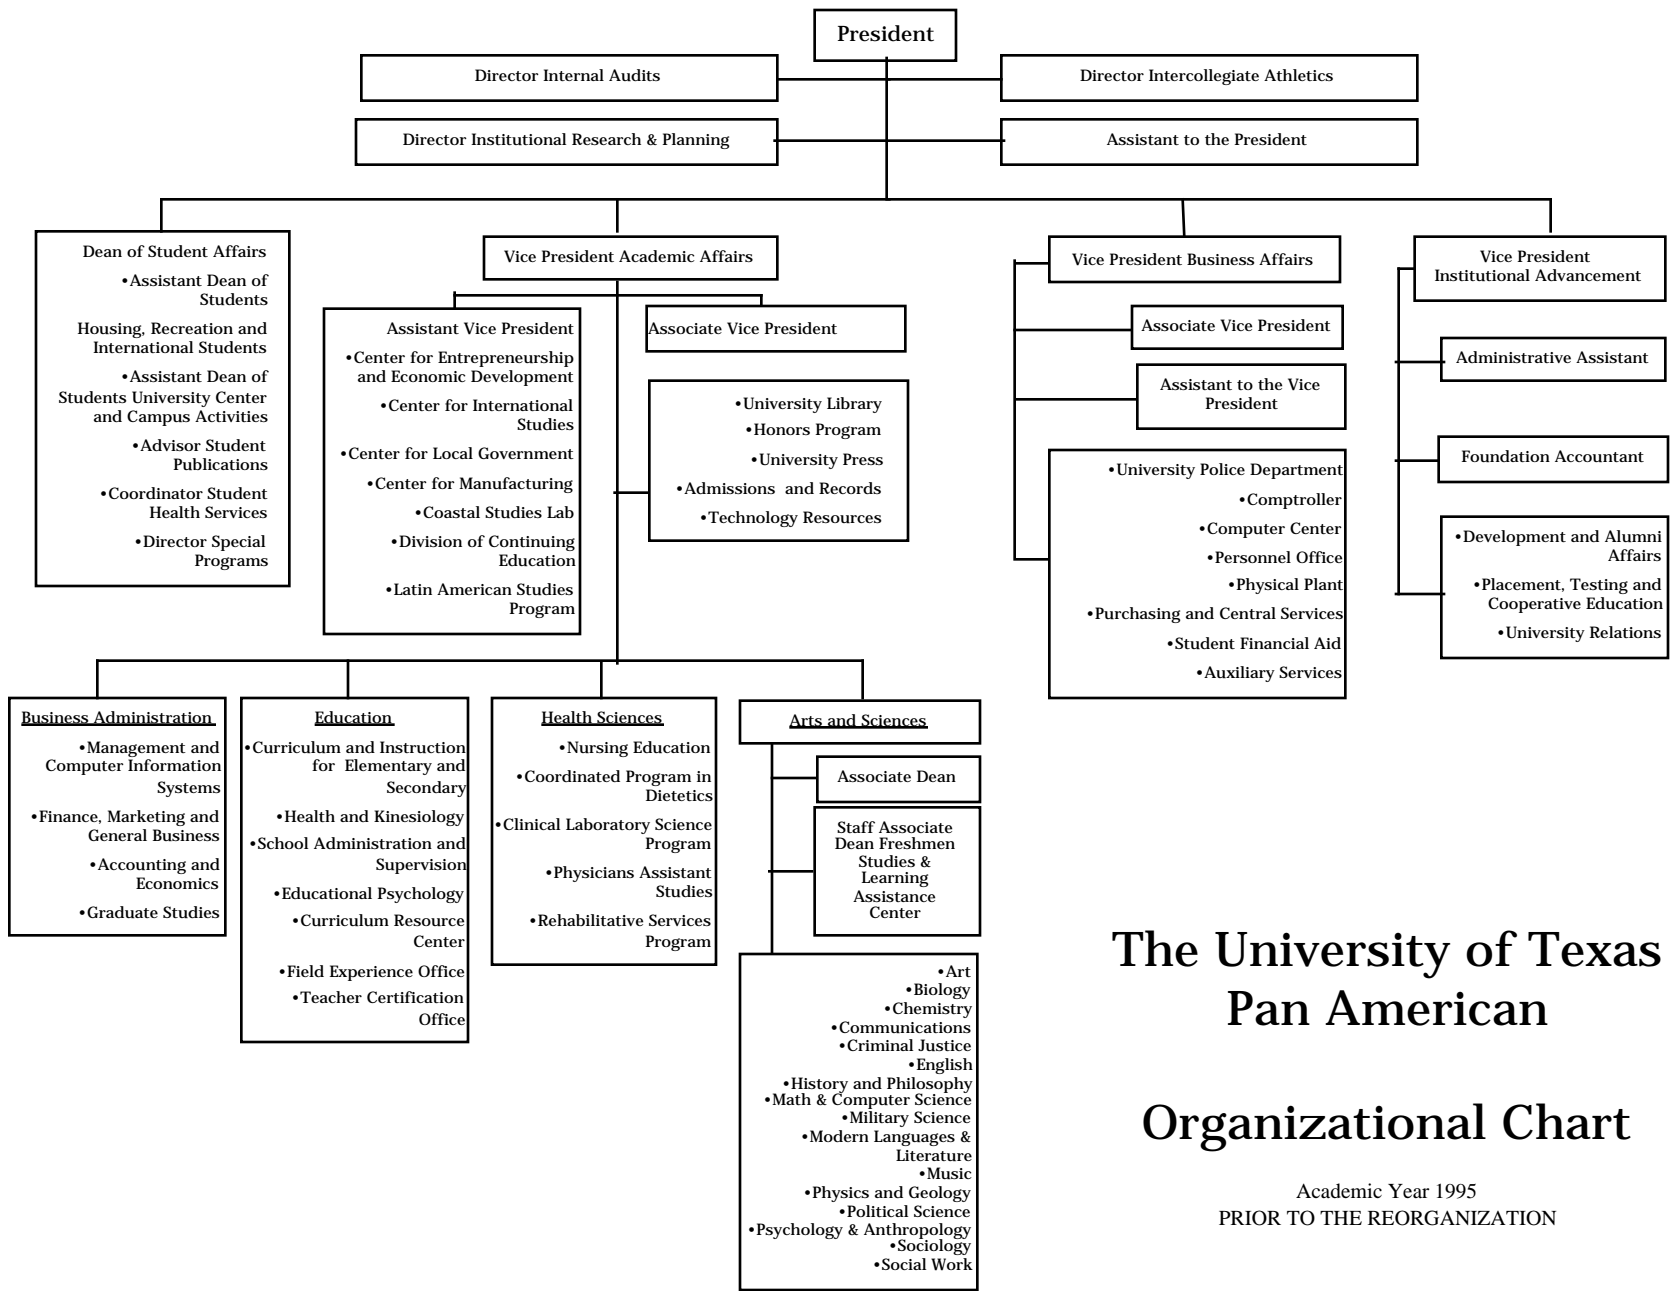 President
Director Internal Audits
Director Intercollegiate Athletics
Director Institutional Research & Planning
Assistant to the President
Dean of Student Affairs
•Assistant Dean of
Students
Housing, Recreation and
International Students
•Assistant Dean of
Students University Center
and Campus Activities
•Advisor Student
Publications
•Coordinator Student
Health Services
•Director Special
Programs
Vice President Academic Affairs
Assistant Vice President
•Center for Entrepreneurship
and Economic Development
•Center for International
Studies
•Center for Local Government
•Center for Manufacturing
•Coastal Studies Lab
•Division of Continuing
Education
•Latin American Studies
Program
Associate Vice President
•University Library
•Honors Program
•University Press
•Admissions and Records
•Technology Resources
Vice President Business Affairs
Associate Vice President
Assistant to the Vice
President
•University Police Department
•Comptroller
•Computer Center
•Personnel Office
•Physical Plant
•Purchasing and Central Services
•Student Financial Aid
•Auxiliary Services
Vice President
Institutional Advancement
Administrative Assistant
Foundation Accountant
•Development and Alumni
Affairs
•Placement, Testing and
Cooperative Education
•University Relations
Business Administration
•Management and
Computer Information
Systems
•Finance, Marketing and
General Business
•Accounting and
Economics
•Graduate Studies
Education
•Curriculum and Instruction
for Elementary and
Secondary
•Health and Kinesiology
•School Administration and
Supervision
•Educational Psychology
•Curriculum Resource
Center
•Field Experience Office
•Teacher Certification
Office
Health Sciences
•Nursing Education
•Coordinated Program in
Dietetics
•Clinical Laboratory Science
Program
•Physicians Assistant
Studies
•Rehabilitative Services
Program
Arts and Sciences
Associate Dean
Staff Associate
Dean Freshmen
Studies &
Learning
Assistance
Center
•Art
•Biology
•Chemistry
•Communications
•Criminal Justice
•English
•History and Philosophy
•Math & Computer Science
•Military Science
•Modern Languages &
Literature
•Music
•Physics and Geology
•Political Science
•Psychology & Anthropology
•Sociology
•Social Work
The University of Texas
Pan American
Organizational Chart
Academic Year 1995
PRIOR TO THE REORGANIZATION